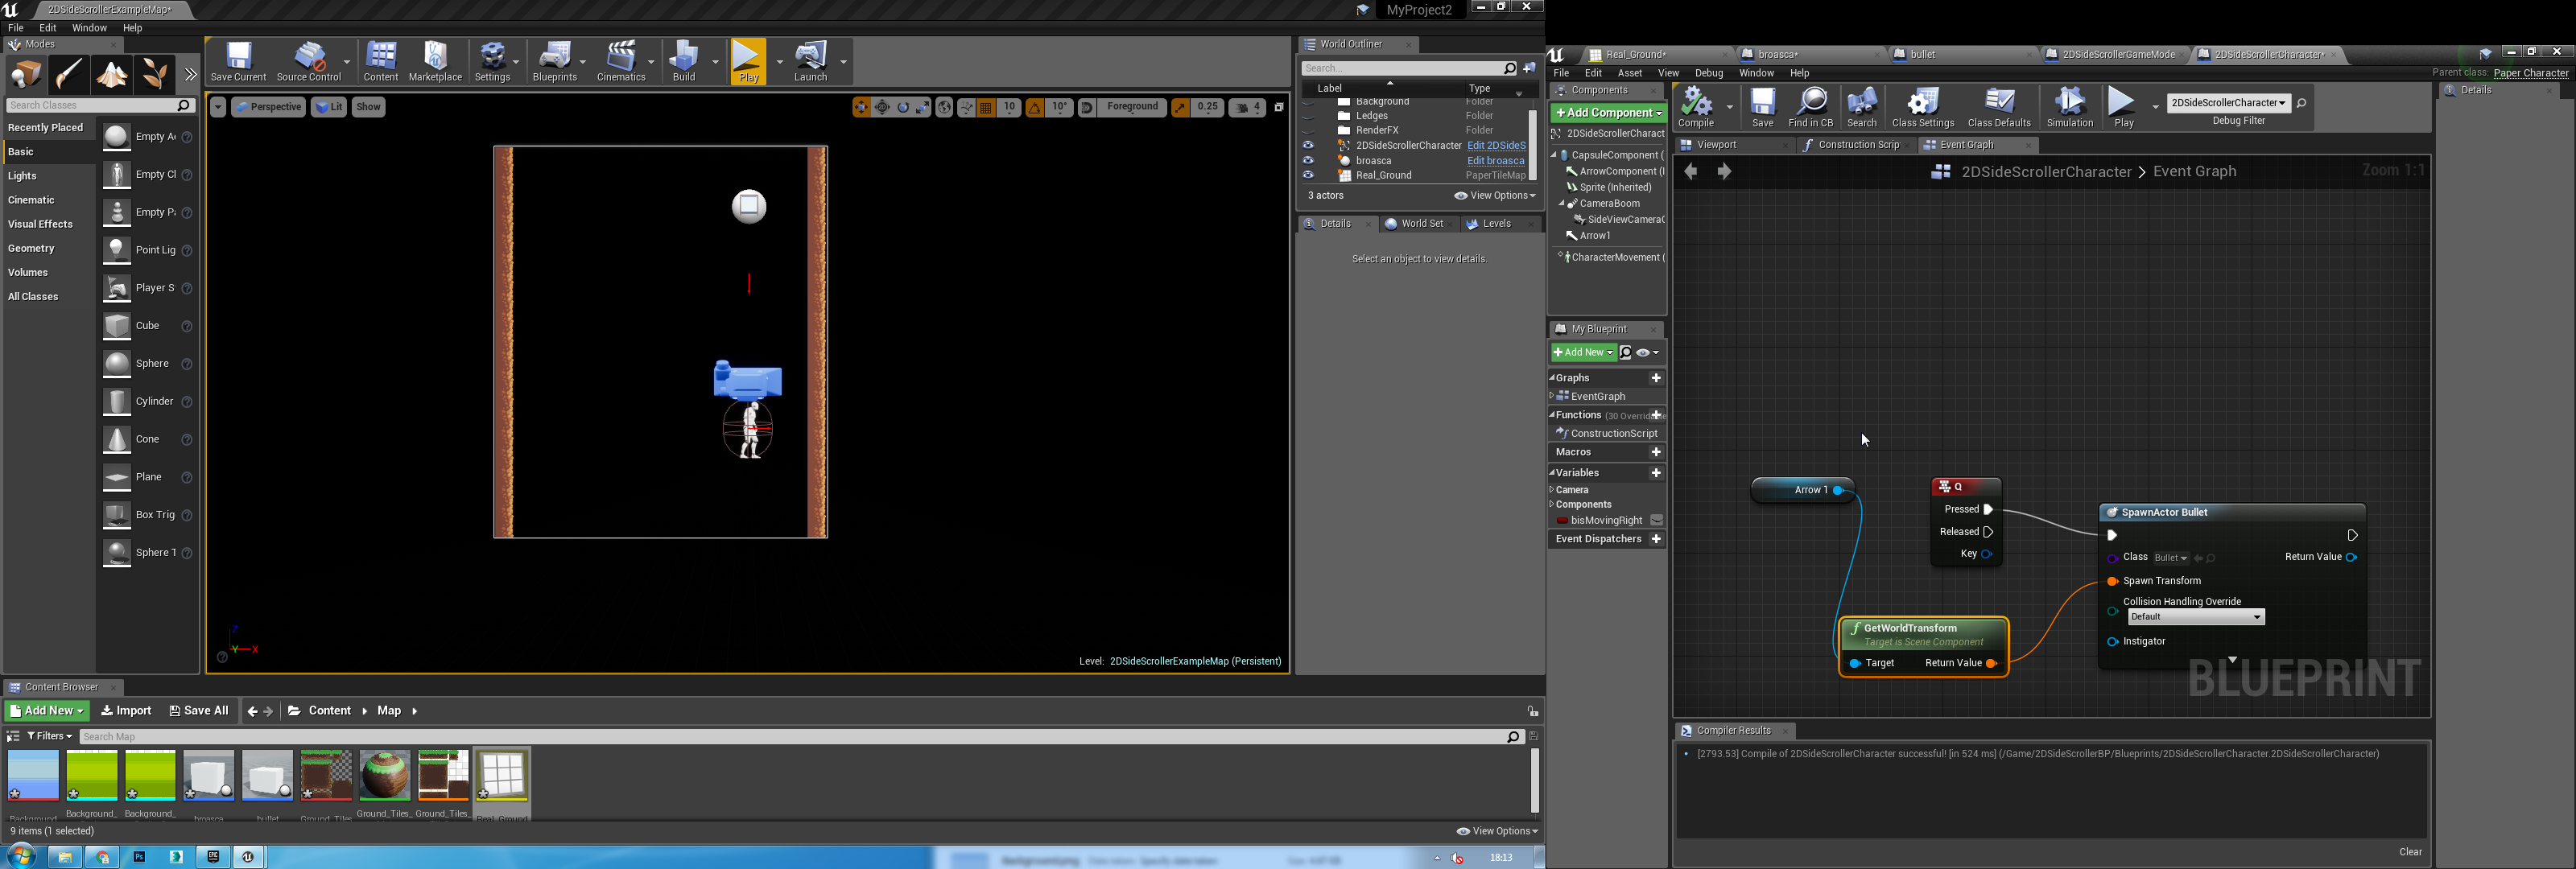 2DSideScrollerExampleMap*
MyProject2
File Edit Window Help
Modes
Search Classes
Recently Placed
Basic
Lights
Cinematic
Visual Effects
Geometry
Volumes
All Classes
Empty Ac
Empty Cl
Empty Pa
Point Lig
Player S
Cube
Sphere
Cylinder
Cone
Plane
Box Trig
Sphere T
Save Current Source Control Content Marketplace Settings Blueprints Cinematics Build Play Launch
Perspective Lit Show
10 10° Foreground 0.25 4
Z
Y X
Level: 2DSideScrollerExampleMap (Persistent)
World Outliner
Search...
Label Type
Background Folder
Ledges Folder
RenderFX Folder
2DSideScrollerCharacter Edit 2DSideS
broasca Edit broasca
Real_Ground PaperTileMap
3 actors View Options
Details World Set Levels
Select an object to view details.
Content Browser
Add New Import Save All Content Map
Filters Search Map
Background Background_ Background_ broasca bullet Ground_Tiles Ground_Tiles_ Ground_Tiles_ Real_Ground
9 items (1 selected) View Options
Ps
EPIC
18:13
Real_Ground* broasca* bullet 2DSideScrollerGameMode 2DSideScrollerCharacter*
File Edit Asset View Debug Window Help
Parent class: Paper Character
Components
Add Component
2DSideScrollerCharact
CapsuleComponent (
ArrowComponent (I
Sprite (Inherited)
CameraBoom
SideViewCameraC
Arrow1
CharacterMovement (
My Blueprint
Add New
Graphs
EventGraph
Functions (30 Overridable
ConstructionScript
Macros
Variables
Camera
Components
bisMovingRight
Event Dispatchers
Compile Save Find in CB Search Class Settings Class Defaults Simulation Play
2DSideScrollerCharacter
Debug Filter
Details
Viewport Construction Scrip Event Graph
2DSideScrollerCharacter > Event Graph
Zoom 1:1
Arrow 1
Q
Pressed
Released
Key
GetWorldTransform
Target is Scene Component
Target Return Value
SpawnActor Bullet
Class Bullet Return Value
Spawn Transform
Collision Handling Override
Default
Instigator
BLUEPRINT
Compiler Results
[2793.53] Compile of 2DSideScrollerCharacter successful! [in 524 ms] (/Game/2DSideScrollerBP/Blueprints/2DSideScrollerCharacter.2DSideScrollerCharacter)
Clear